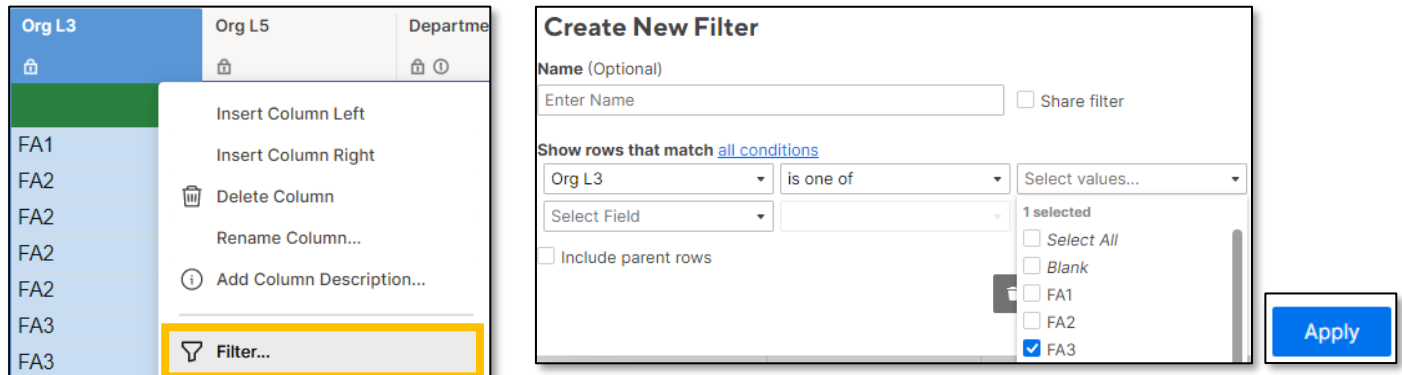 Org L3 Org L5 Departme
Insert Column Left
FA1
Insert Column Right
FA2
Delete Column
FA2
Rename Column...
FA2
Add Column Description...
FA2
FA3
Filter...
FA3
Create New Filter
Name (Optional)
Enter Name Share filter
Show rows that match all conditions
Org L3 is one of Select values...
Select Field 1 selected
Select All
Include parent rows Blank
FA1
FA2
FA3
Apply